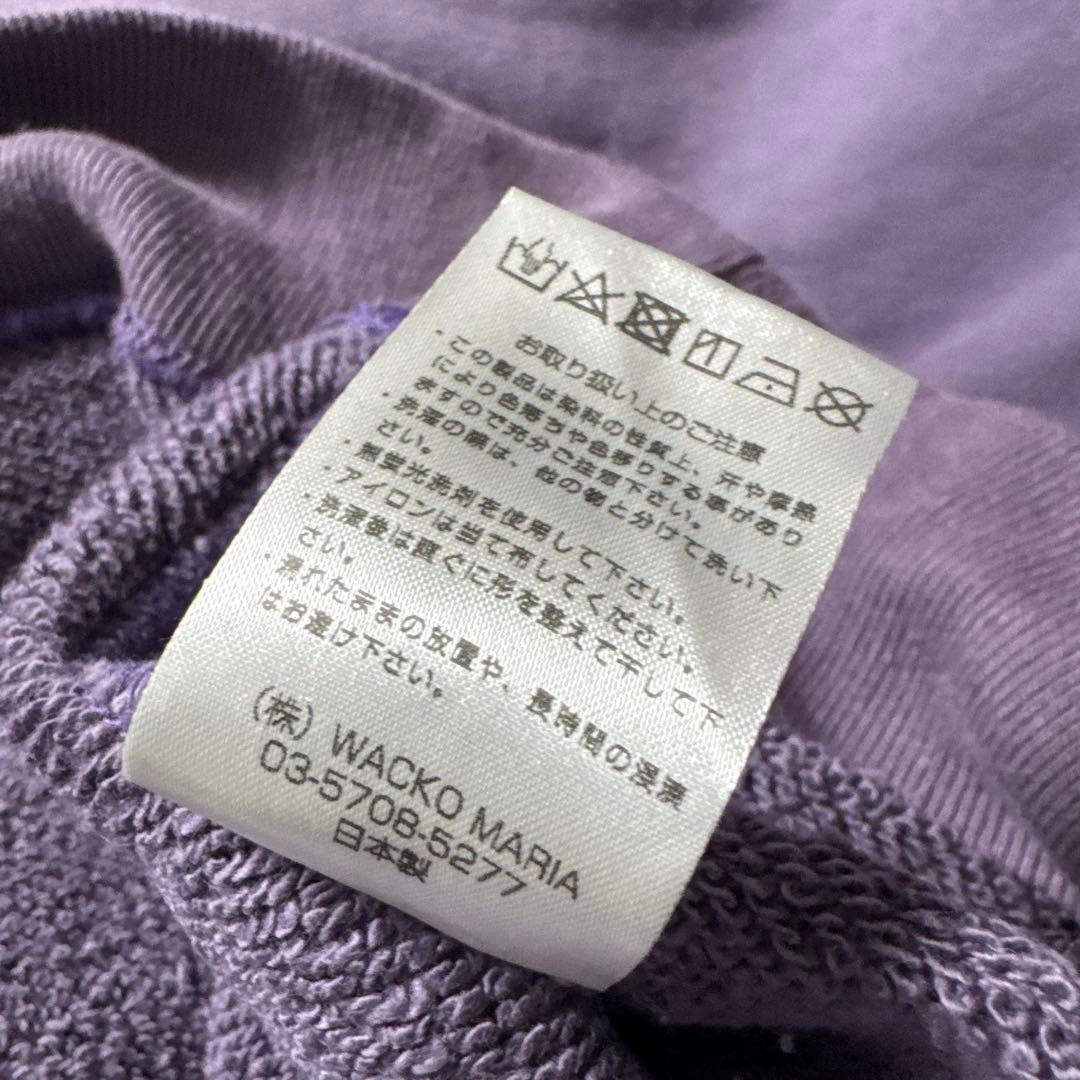 お取り扱い上のご注意
・この製品は染料の性質上、汗や摩擦
により色落ちや色移りする事があり
ますので充分ご注意下さい。
・洗濯の際は、他の物と分けて洗い下
さい。
・無蛍光洗剤を使用して下さい。
・アイロンは当て布してください。
・洗濯後は直ぐに形を整えて干して下
さい。
・濡れたままの放置や、長時間の浸漬
はお避け下さい。
(株) WACKO MARIA
03-5708-5277
日本製